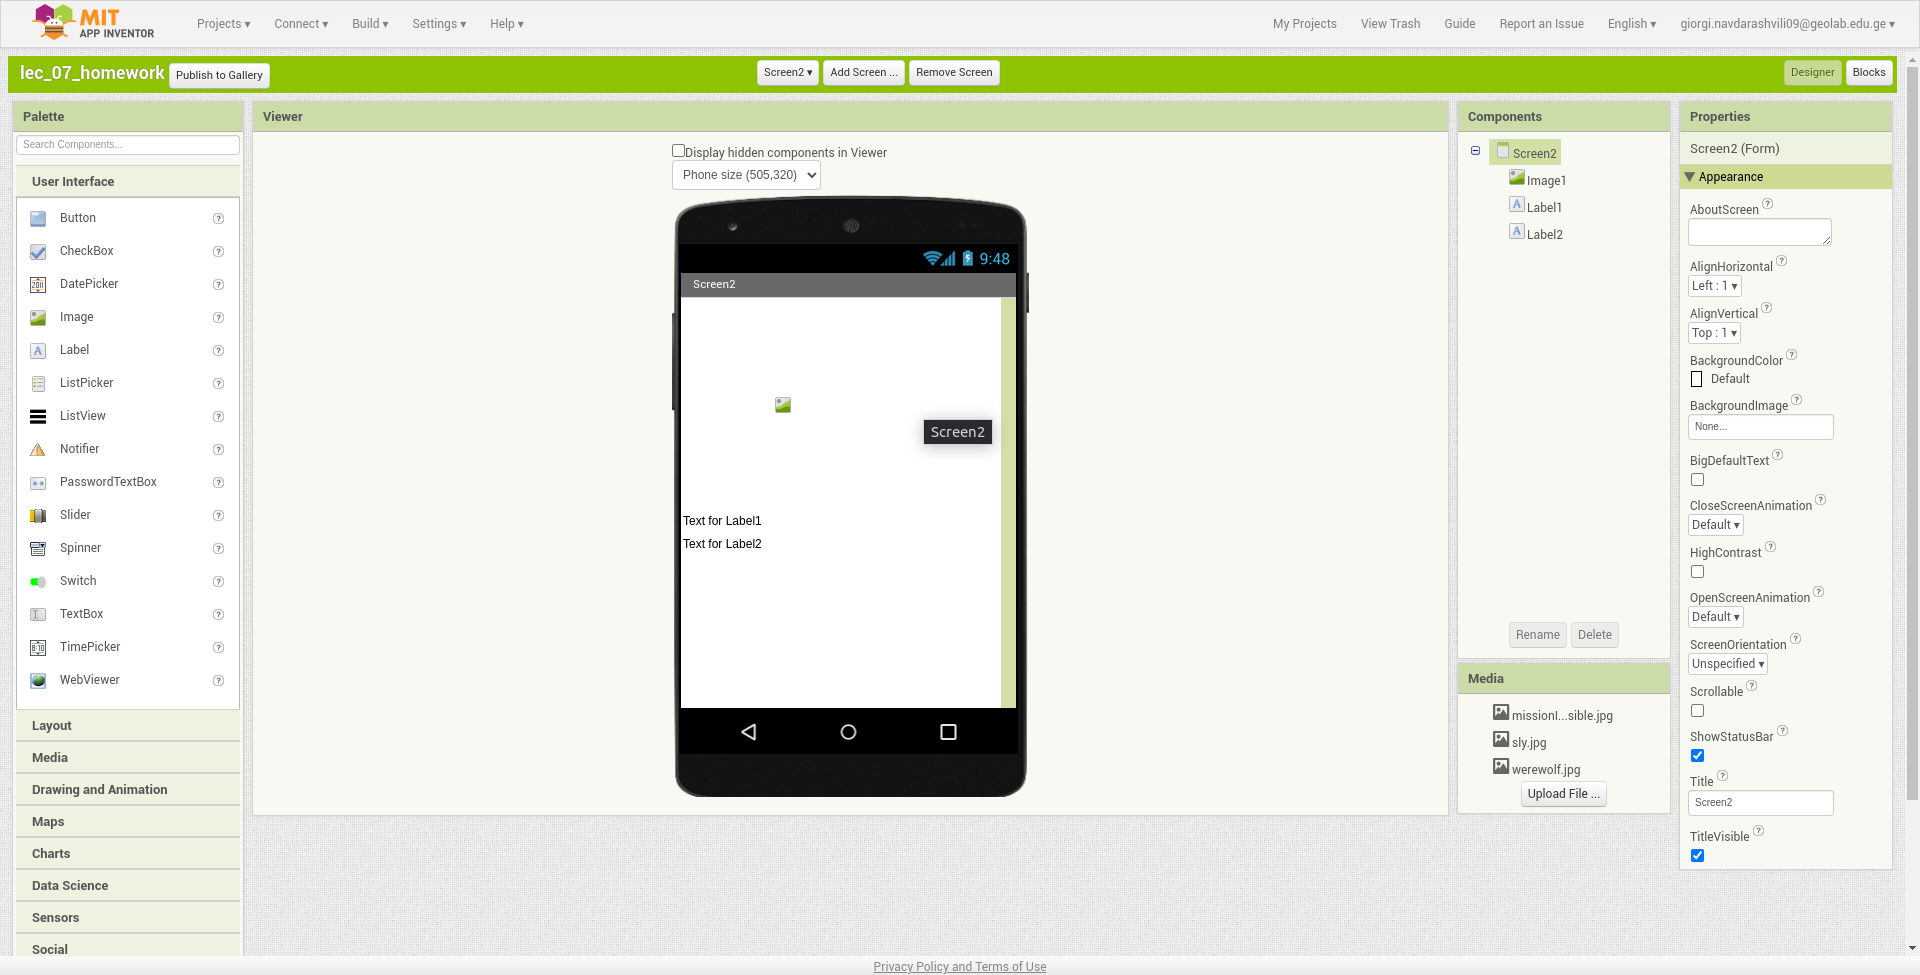 MIT
APP INVENTOR
Projects ▾ Connect ▾ Build ▾ Settings ▾ Help ▾ My Projects View Trash Guide Report an Issue English ▾ giorgi.navdarashvili09@geolab.edu.ge ▾
lec_07_homework Publish to Gallery Screen2 ▾ Add Screen ... Remove Screen Designer Blocks
Palette
Search Components...
User Interface
Button ?
CheckBox ?
DatePicker ?
Image ?
Label ?
ListPicker ?
ListView ?
Notifier ?
PasswordTextBox ?
Slider ?
Spinner ?
Switch ?
TextBox ?
TimePicker ?
WebViewer ?
Layout
Media
Drawing and Animation
Maps
Charts
Data Science
Sensors
Social
Viewer
Display hidden components in Viewer
Phone size (505,320)
9:48
Screen2
Screen2
Text for Label1
Text for Label2
Components
Screen2
Image1
A Label1
A Label2
Rename Delete
Media
missionI...sible.jpg
sly.jpg
werewolf.jpg
Upload File ...
Properties
Screen2 (Form)
Appearance
AboutScreen ?
AlignHorizontal ?
Left : 1 ▾
AlignVertical ?
Top : 1 ▾
BackgroundColor ?
Default
BackgroundImage ?
None...
BigDefaultText ?
CloseScreenAnimation ?
Default ▾
HighContrast ?
OpenScreenAnimation ?
Default ▾
ScreenOrientation ?
Unspecified ▾
Scrollable ?
ShowStatusBar ?
Title ?
Screen2
TitleVisible ?
Privacy Policy and Terms of Use